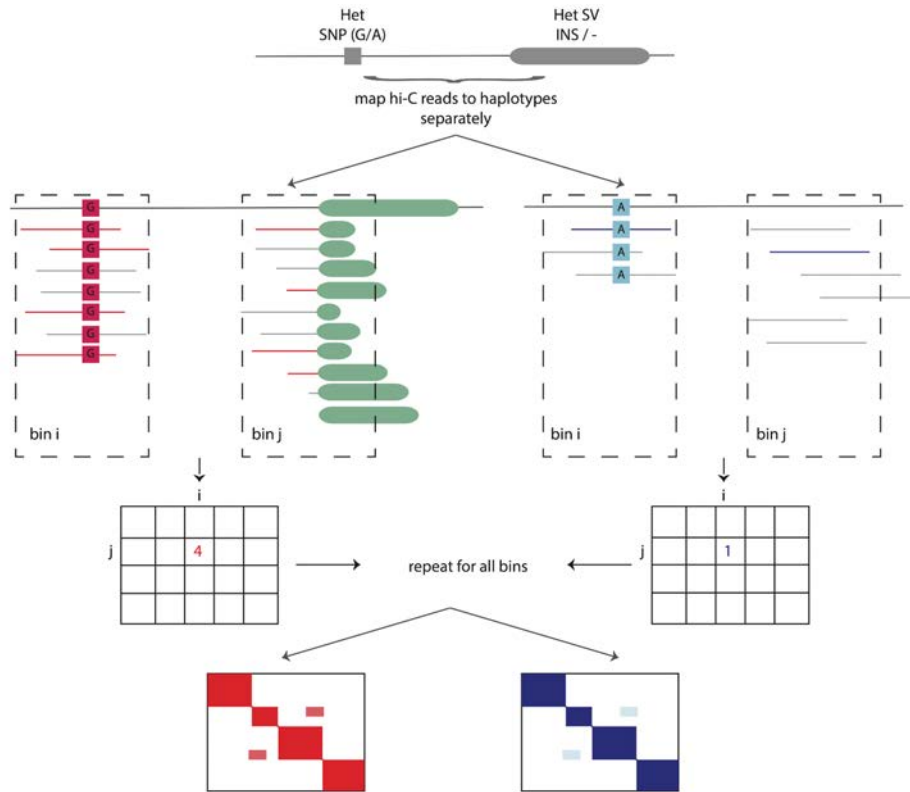 Het
SNP (G/A)
Het SV
INS / -
map hi-C reads to haplotypes
separately
G
G
G
G
G
G
G
G
bin i
bin j
A
A
A
A
bin i
bin j
i
j
4
i
j
1
repeat for all bins